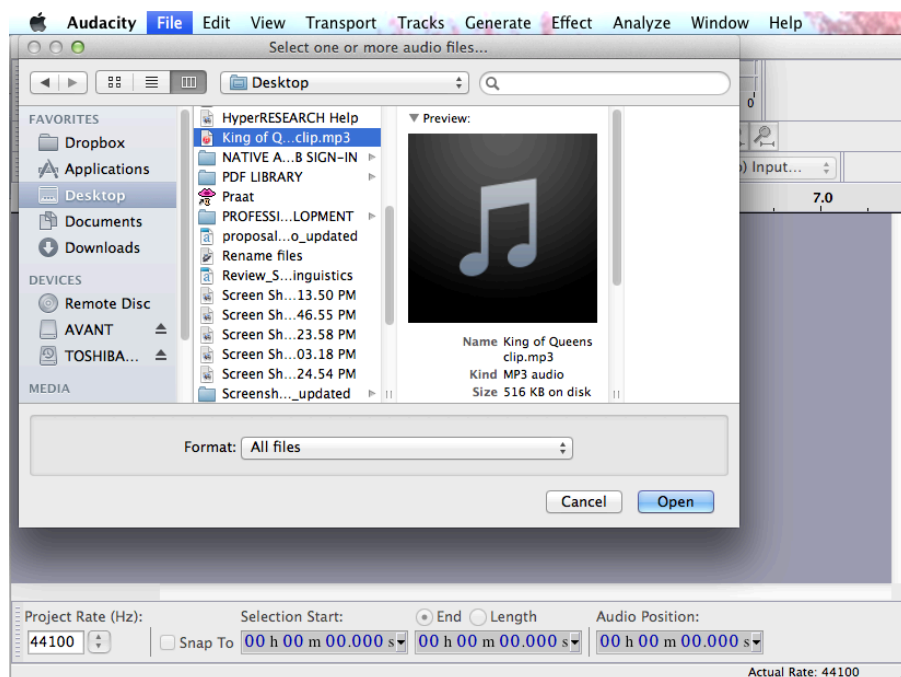 Audacity File Edit View Transport Tracks Generate Effect Analyze Window Help
Select one or more audio files...
Desktop
FAVORITES
Dropbox
Applications
Desktop
Documents
Downloads
DEVICES
Remote Disc
AVANT
TOSHIBA...
MEDIA
HyperRESEARCH Help
King of Q...clip.mp3
NATIVE A...B SIGN-IN
PDF LIBRARY
Praat
PROFESSI...LOPMENT
proposal...o_updated
Rename files
Review_S...inguistics
Screen Sh...13.50 PM
Screen Sh...46.55 PM
Screen Sh...23.58 PM
Screen Sh...03.18 PM
Screen Sh...24.54 PM
Screensh..._updated
Preview:
Name King of Queens
clip.mp3
Kind MP3 audio
Size 516 KB on disk
0
Input...
7.0
Format: All files
Cancel Open
Project Rate (Hz): Selection Start: End Length Audio Position:
44100 Snap To 00 h 00 m 00.000 s 00 h 00 m 00.000 s 00 h 00 m 00.000 s
Actual Rate: 44100